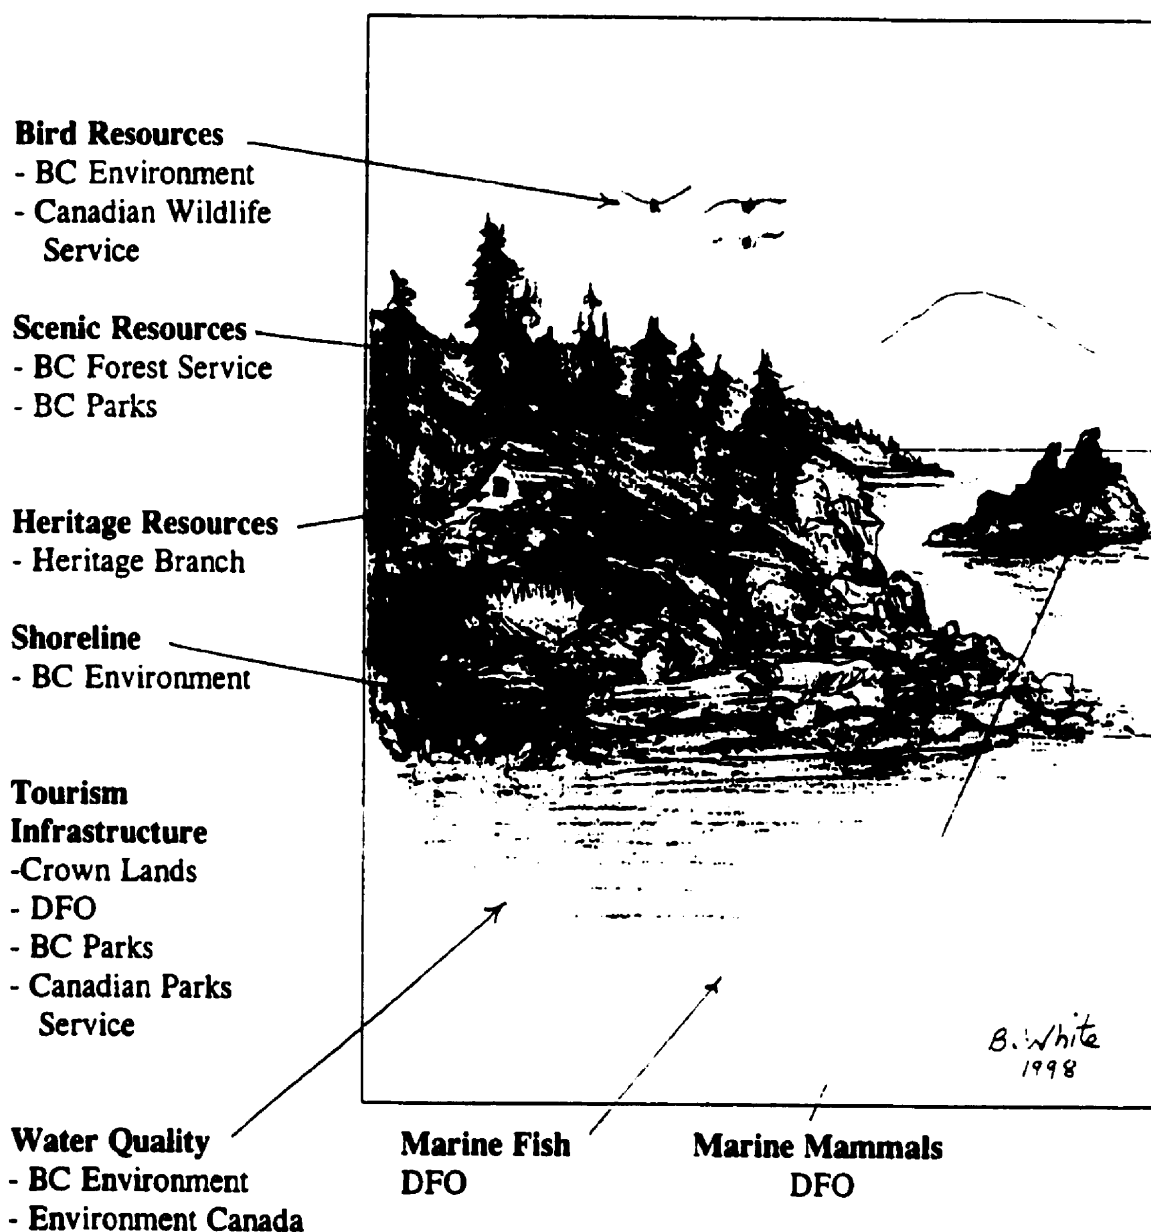 Bird Resources
- BC Environment
- Canadian Wildlife
Service
Scenic Resources
- BC Forest Service
- BC Parks
Heritage Resources
- Heritage Branch
Shoreline
- BC Environment
Tourism
Infrastructure
-Crown Lands
- DFO
- BC Parks
- Canadian Parks
Service
B. White
1998
Water Quality
- BC Environment
- Environment Canada
Marine Fish
DFO
Marine Mammals
DFO